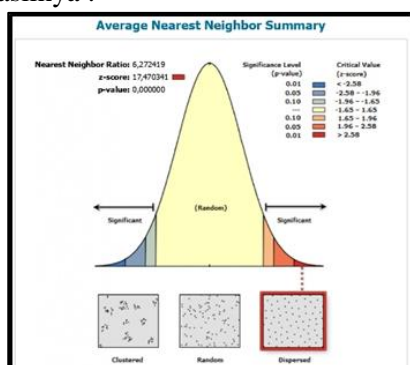 Average Nearest Neighbor Summary
Nearest Neighbor Ratio: 6,272419
z-score: 17,470341
p-value: 0,000000
Significance Level
(p-value)
Critical Value
(z-score)
0.01 < -2.58
0.05 -2.58 - -1.96
0.10 -1.96 - -1.65
--- -1.65 - 1.65
0.10 1.65 - 1.96
0.05 1.96 - 2.58
0.01 > 2.58
Significant
(Random)
Significant
Clustered
Random
Dispersed